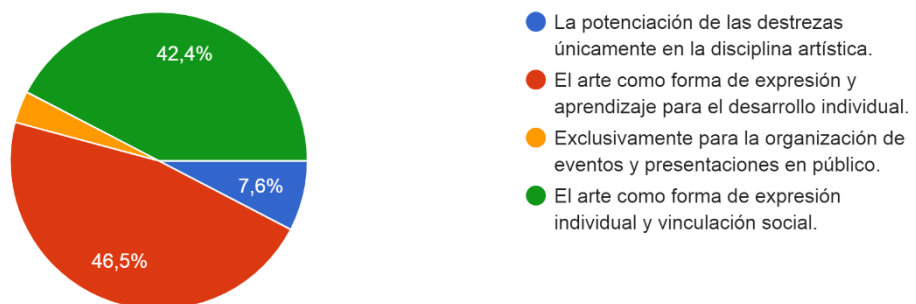 42,4%
7,6%
46,5%
La potenciación de las destrezas
únicamente en la disciplina artística.
El arte como forma de expresión y
aprendizaje para el desarrollo individual.
Exclusivamente para la organización de
eventos y presentaciones en público.
El arte como forma de expresión
individual y vinculación social.